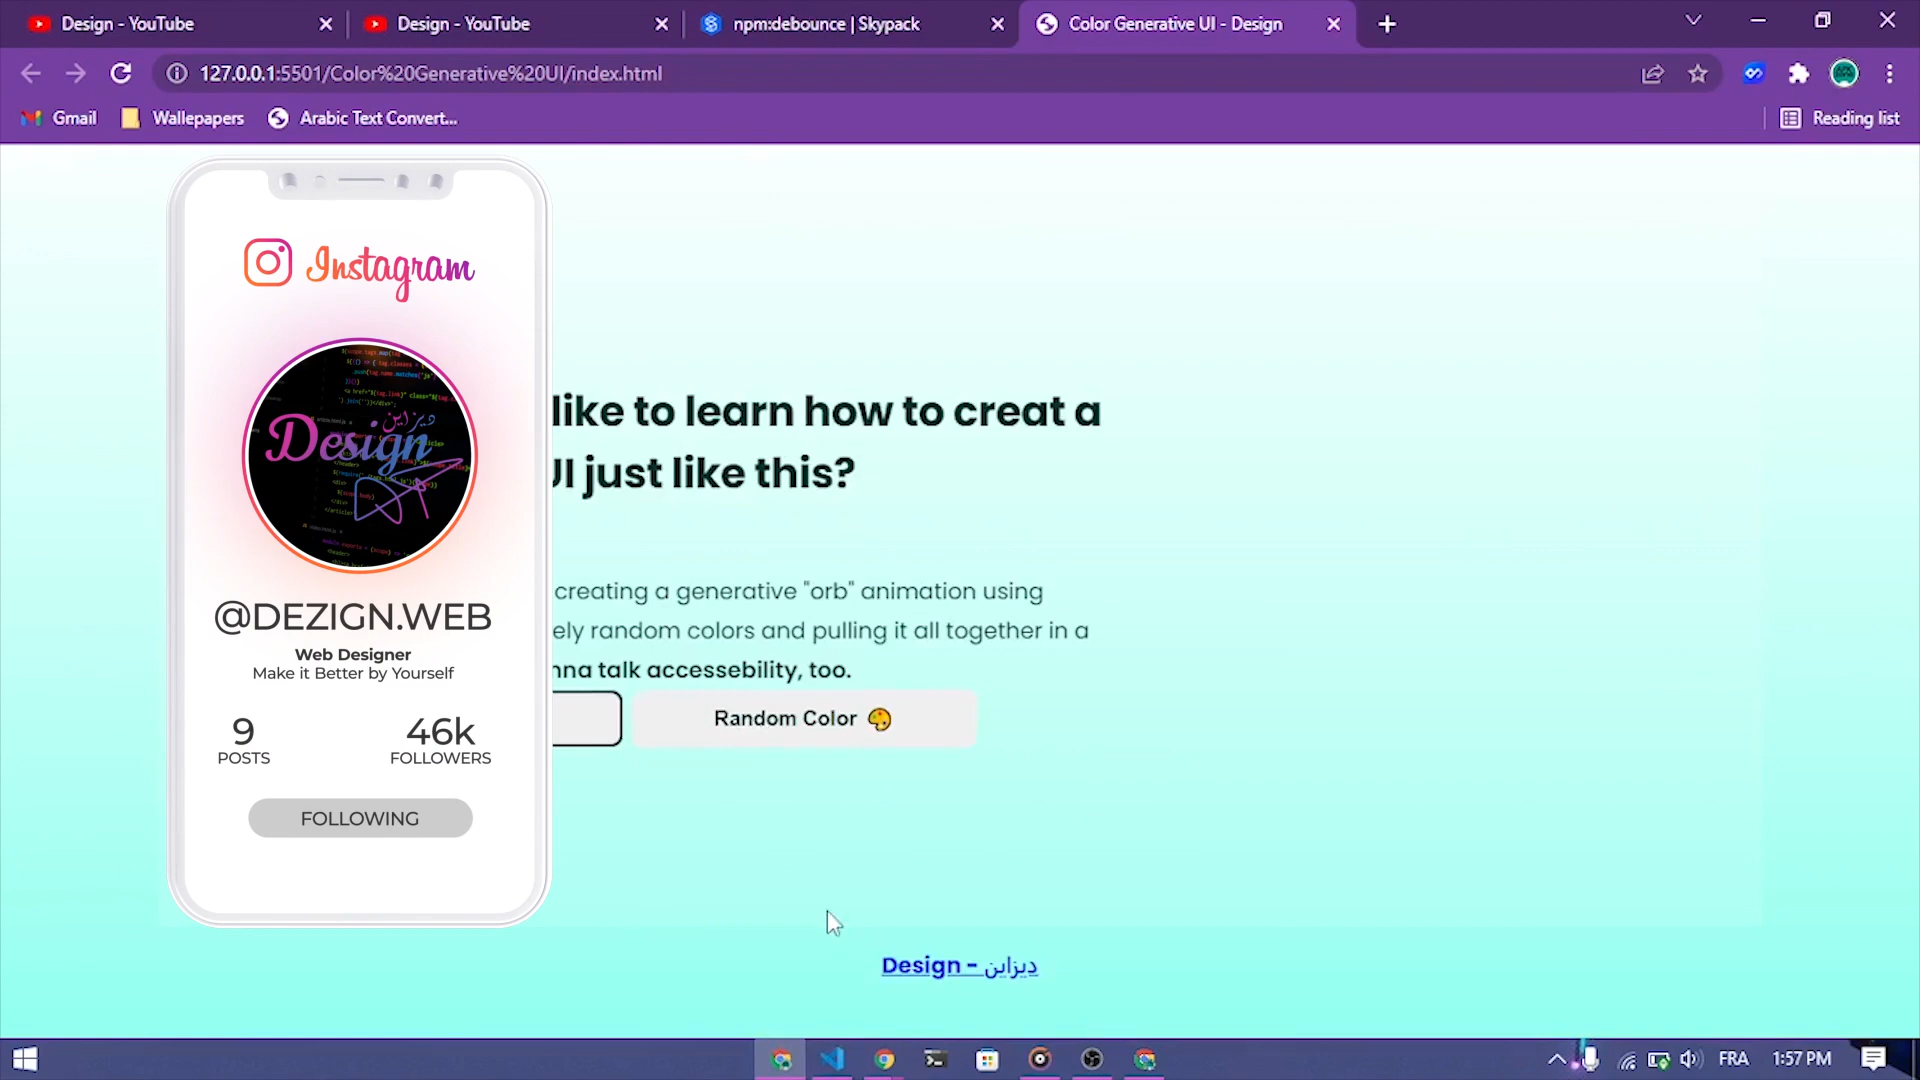 Design - YouTube
Design - YouTube
npm:debounce | Skypack
Color Generative UI - Design
127.0.0.1:5501/Color%20Generative%20UI/index.html
Gmail
Wallepapers
Arabic Text Convert...
Reading list
Instagram
ديزاين
Design
@DEZIGN.WEB
Web Designer
Make it Better by Yourself
9
POSTS
46k
FOLLOWERS
FOLLOWING
like to learn how to creat a
UI just like this?
creating a generative "orb" animation using
ely random colors and pulling it all together in a
nna talk accessebility, too.
Random Color
Design - ديزاين
FRA
1:57 PM